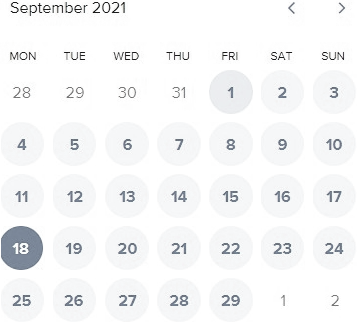 September 2021
MON TUE WED THU FRI SAT SUN
28 29 30 31 1 2 3
4 5 6 7 8 9 10
11 12 13 14 15 16 17
18 19 20 21 22 23 24
25 26 27 28 29 1 2